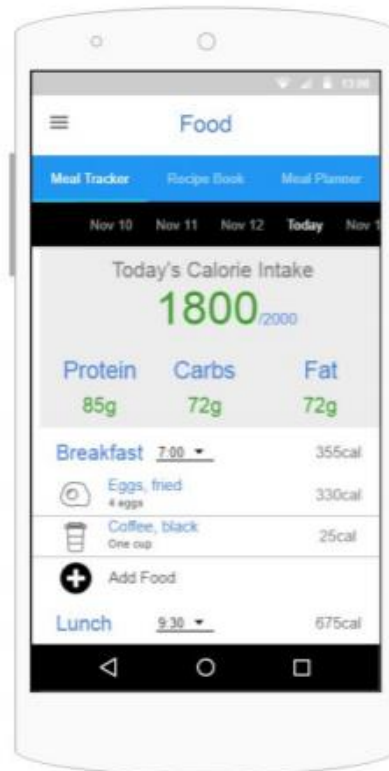 Food
Meal Tracker Recipe Book Meal Planner
Nov 10 Nov 11 Nov 12 Today Nov 1
Today's Calorie Intake
1800/2000
Protein Carbs Fat
85g 72g 72g
Breakfast 7:00 355cal
Eggs, fried 330cal
4 eggs
Coffee, black 25cal
One cup
Add Food
Lunch 9:30 675cal